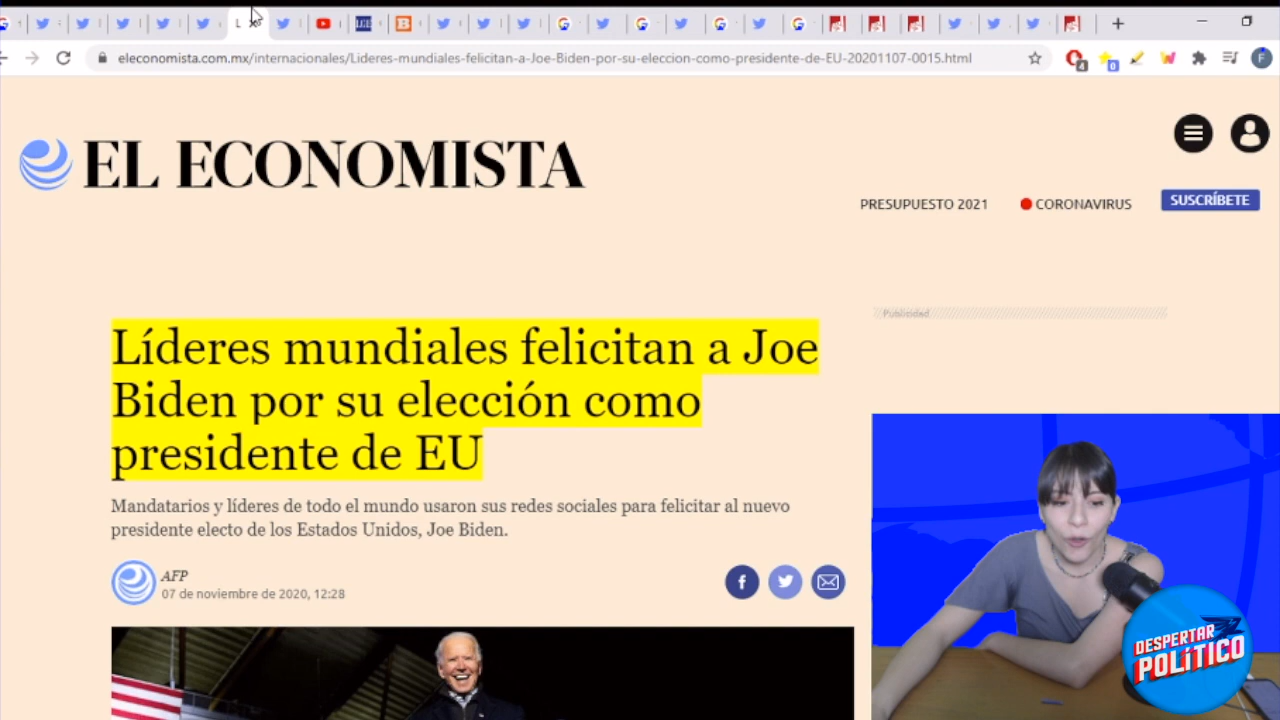 eleconomista.com.mx/internacionales/Lideres-mundiales-felicitan-a-Joe-Biden-por-su-eleccion-como-presidente-de-EU-20201107-0015.html
EL ECONOMISTA
PRESUPUESTO 2021
CORONAVIRUS
SUSCRÍBETE
Publicidad
Líderes mundiales felicitan a Joe
Biden por su elección como
presidente de EU
Mandatarios y líderes de todo el mundo usaron sus redes sociales para felicitar al nuevo
presidente electo de los Estados Unidos, Joe Biden.
AFP
07 de noviembre de 2020, 12:28
DESPERTAR
POLÍTICO